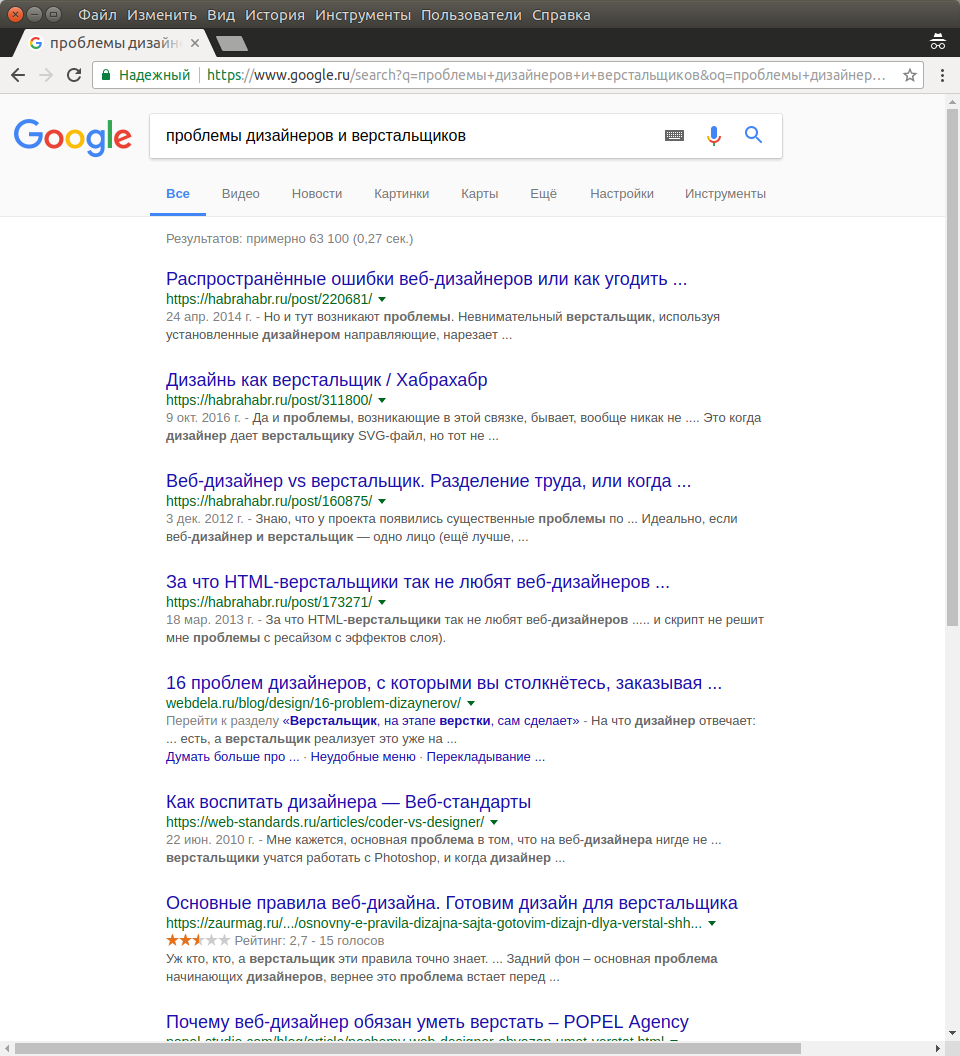 Файл Изменить Вид История Инструменты Пользователи Справка
проблемы дизайн
Надежный https://www.google.ru/search?q=проблемы+дизайнеров+и+верстальщиков&oq=проблемы+дизайнер...
Google проблемы дизайнеров и верстальщиков
Все Видео Новости Картинки Карты Ещё Настройки Инструменты
Результатов: примерно 63 100 (0,27 сек.)
Распространённые ошибки веб-дизайнеров или как угодить ...
https://habrahabr.ru/post/220681/
24 апр. 2014 г. - Но и тут возникают проблемы. Невнимательный верстальщик, используя
установленные дизайнером направляющие, нарезает ...
Дизайнь как верстальщик / Хабрахабр
https://habrahabr.ru/post/311800/
9 окт. 2016 г. - Да и проблемы, возникающие в этой связке, бывает, вообще никак не .... Это когда
дизайнер дает верстальщику SVG-файл, но тот не ...
Веб-дизайнер vs верстальщик. Разделение труда, или когда ...
https://habrahabr.ru/post/160875/
3 дек. 2012 г. - Знаю, что у проекта появились существенные проблемы по ... Идеально, если
веб-дизайнер и верстальщик — одно лицо (ещё лучше, ...
За что HTML-верстальщики так не любят веб-дизайнеров ...
https://habrahabr.ru/post/173271/
18 мар. 2013 г. - За что HTML-верстальщики так не любят веб-дизайнеров ..... и скрипт не решит
мне проблемы с ресайзом с эффектов слоя).
16 проблем дизайнеров, с которыми вы столкнётесь, заказывая ...
webdela.ru/blog/design/16-problem-dizaynerov/
Перейти к разделу «Верстальщик, на этапе верстки, сам сделает» - На что дизайнер отвечает:
... есть, а верстальщик реализует это уже на ...
Думать больше про ... · Неудобные меню · Перекладывание ...
Как воспитать дизайнера — Веб-стандарты
https://web-standards.ru/articles/coder-vs-designer/
22 июн. 2010 г. - Мне кажется, основная проблема в том, что на веб-дизайнера нигде не ...
верстальщики учатся работать с Photoshop, и когда дизайнер ...
Основные правила веб-дизайна. Готовим дизайн для верстальщика
https://zaurmag.ru/.../osnovny-e-pravila-dizajna-sajta-gotovim-dizajn-dlya-verstal-shh...
Рейтинг: 2,7 - 15 голосов
Уж кто, кто, а верстальщик эти правила точно знает. ... Задний фон – основная проблема
начинающих дизайнеров, вернее это проблема встает перед ...
Почему веб-дизайнер обязан уметь верстать – POPEL Agency